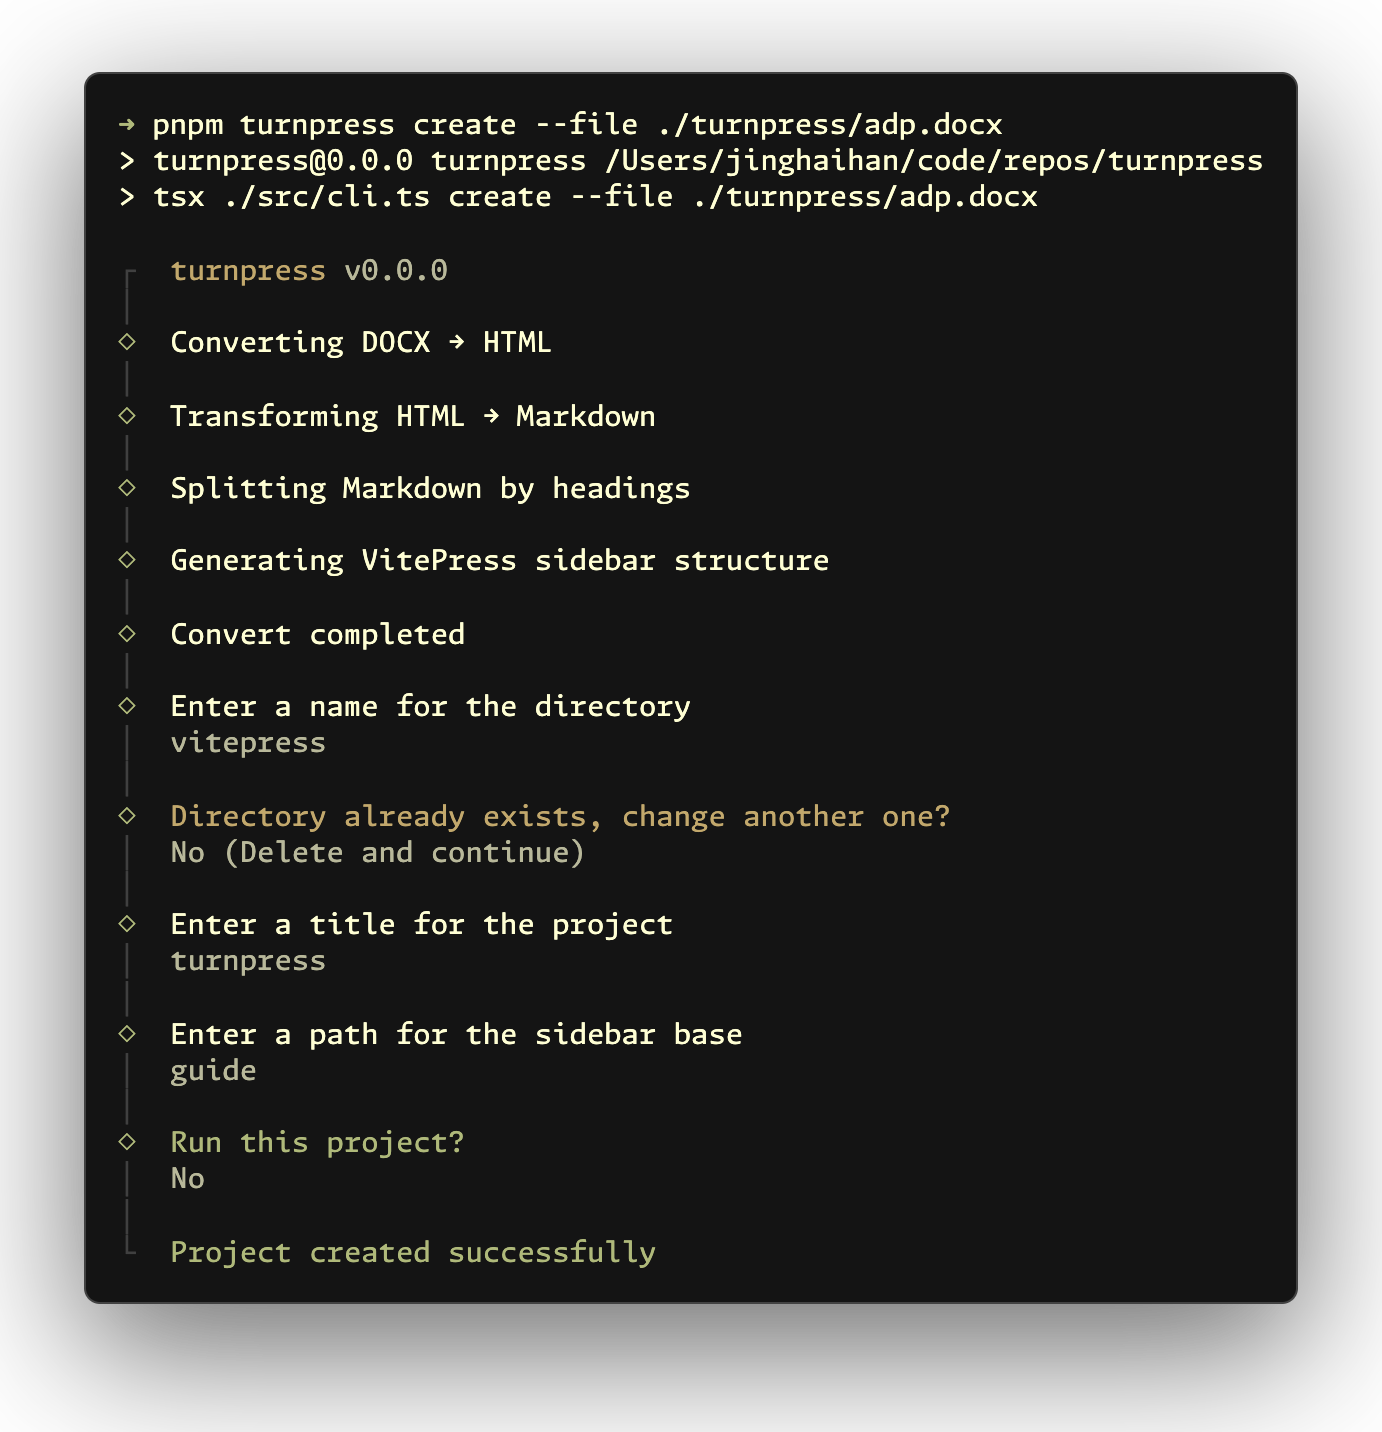 ➜ pnpm turnpress create --file ./turnpress/adp.docx
> turnpress@0.0.0 turnpress /Users/jinghaihan/code/repos/turnpress
> tsx ./src/cli.ts create --file ./turnpress/adp.docx
turnpress v0.0.0
Converting DOCX → HTML
Transforming HTML → Markdown
Splitting Markdown by headings
Generating VitePress sidebar structure
Convert completed
Enter a name for the directory
vitepress
Directory already exists, change another one?
No (Delete and continue)
Enter a title for the project
turnpress
Enter a path for the sidebar base
guide
Run this project?
No
Project created successfully